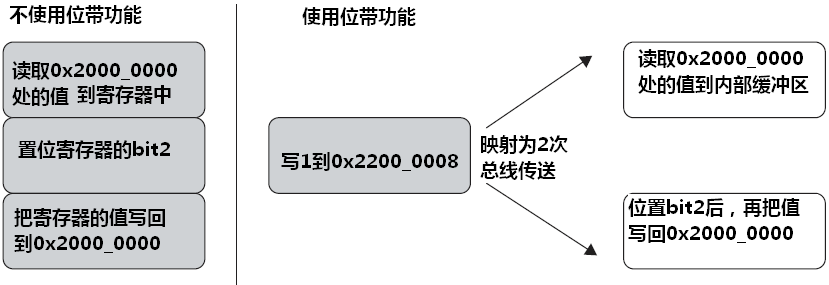 不使用位带功能
读取0x2000_0000
处的值 到寄存器中
置位寄存器的bit2
把寄存器的值写回
到0x2000_0000
使用位带功能
写1到0x2200_0008
映射为2次
总线传送
读取0x2000_0000
处的值到内部缓冲区
位置bit2后，再把值
写回0x2000_0000